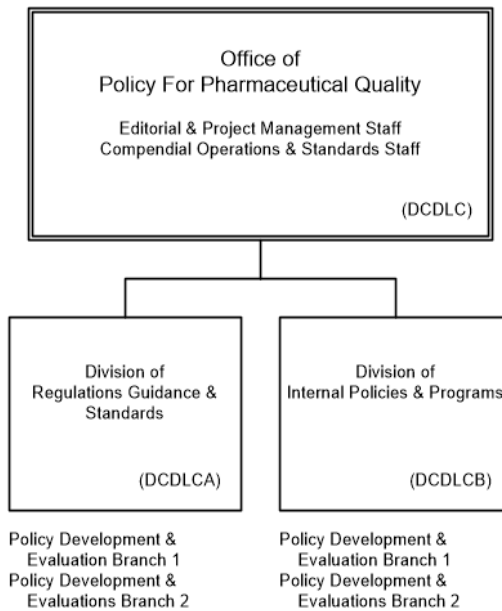 Office of
Policy For Pharmaceutical Quality
Editorial & Project Management Staff
Compendial Operations & Standards Staff
(DCDLC)
Division of
Regulations Guidance &
Standards
(DCDLCA)
Division of
Internal Policies & Programs
(DCDLCB)
Policy Development &
Evaluation Branch 1
Policy Development &
Evaluations Branch 2
Policy Development &
Evaluation Branch 1
Policy Development &
Evaluations Branch 2